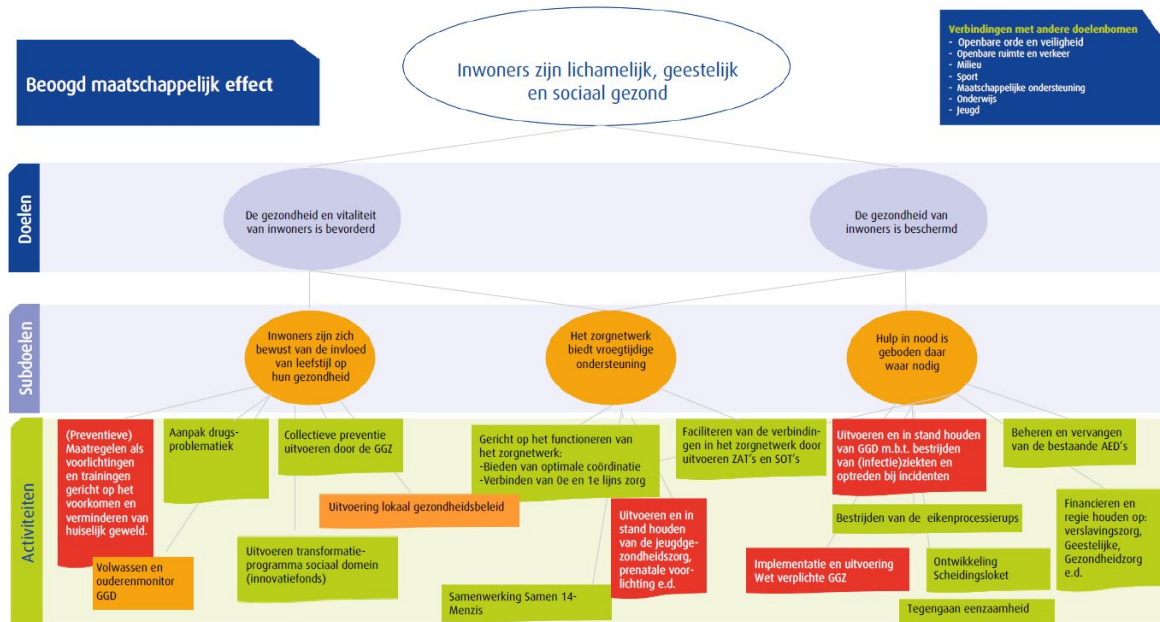 Beoogd maatschappelijk effect
Inwoners zijn lichamelijk, geestelijk
en sociaal gezond
Verbindingen met andere doelenbomen
- Openbare orde en veiligheid
- Openbare ruimte en verkeer
- Milieu
- Sport
- Maatschappelijke ondersteuning
- Onderwijs
- Jeugd
Doelen
De gezondheid en vitaliteit
van inwoners is bevorderd
De gezondheid van
inwoners is beschermd
Subdoelen
Inwoners zijn zich
bewust van de invloed
van leefstijl op
hun gezondheid
Het zorgnetwerk
biedt vroegtijdige
ondersteuning
Hulp in nood is
geboden daar
waar nodig
Activiteiten
(Preventieve)
Maatregelen als
voorlichtingen
en trainingen
gericht op het
voorkomen en
verminderen van
huiselijk geweld.
Aanpak drugs-
problematiek
Collectieve preventie
uitvoeren door de GGZ
Gericht op het functioneren van
het zorgnetwerk:
-Bieden van optimale coördinatie
-Verbinden van 0e en 1e lijns zorg
Faciliteren van de verbindin-
gen in het zorgnetwerk door
uitvoeren ZAT's en SOT's
Uitvoeren en in stand houden
van GGD m.b.t. bestrijden
van (infectie)ziekten en
optreden bij incidenten
Beheren en vervangen
van de bestaande AED's
Uitvoering lokaal gezondheidsbeleid
Uitvoeren en in
stand houden
van de jeugdge-
zondheidszorg,
prenatale voor-
lichting e.d.
Bestrijden van de eikenprocessierups
Financieren en
regie houden op:
verslavingszorg,
Geestelijke,
Gezondheidzorg
e.d.
Volwassen en
ouderenmonitor
GGD
Uitvoeren transformatie-
programma sociaal domein
(innovatiefonds)
Implementatie en uitvoering
Wet verplichte GGZ
Ontwikkeling
Scheidingsloket
Samenwerking Samen 14-
Menzis
Tegengaan eenzaamheid